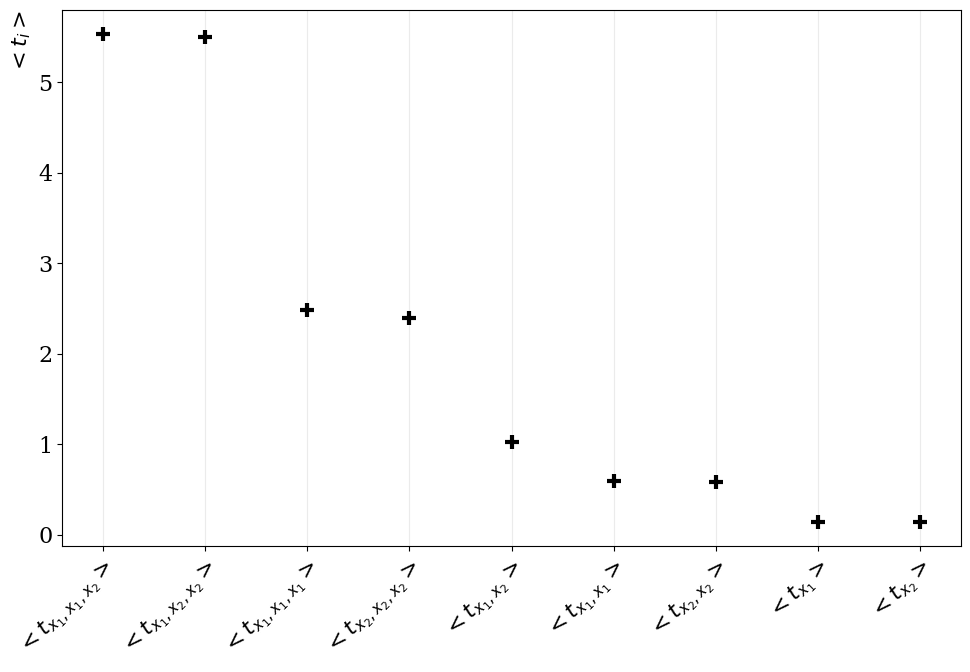 < tᵢ >
5
4
3
2
1
0
< t_{x₁, x₁, x₂} >
< t_{x₁, x₂, x₂} >
< t_{x₁, x₁, x₁} >
< t_{x₂, x₂, x₂} >
< t_{x₁, x₂} >
< t_{x₁, x₁} >
< t_{x₂, x₂} >
< t_{x₁} >
< t_{x₂} >